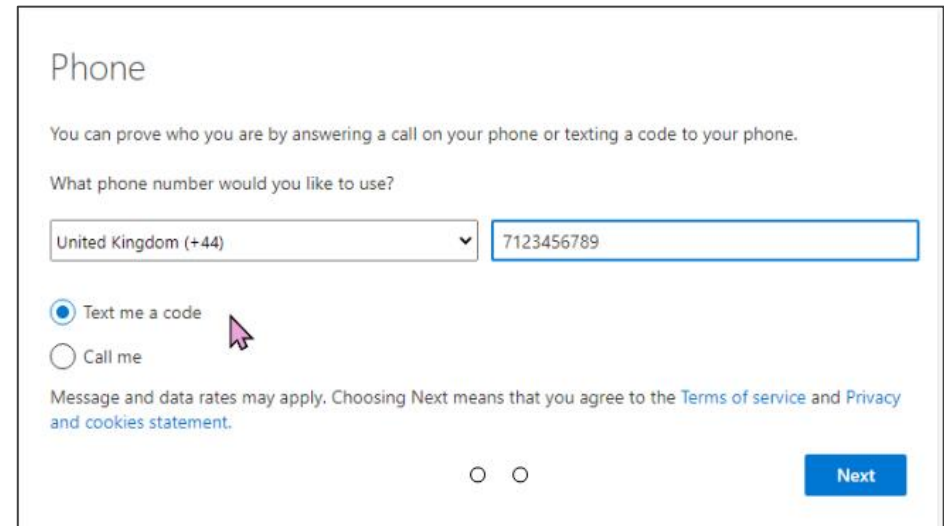 Phone
You can prove who you are by answering a call on your phone or texting a code to your phone.
What phone number would you like to use?
United Kingdom (+44) 7123456789
Text me a code
Call me
Message and data rates may apply. Choosing Next means that you agree to the Terms of service and Privacy
and cookies statement.
Next